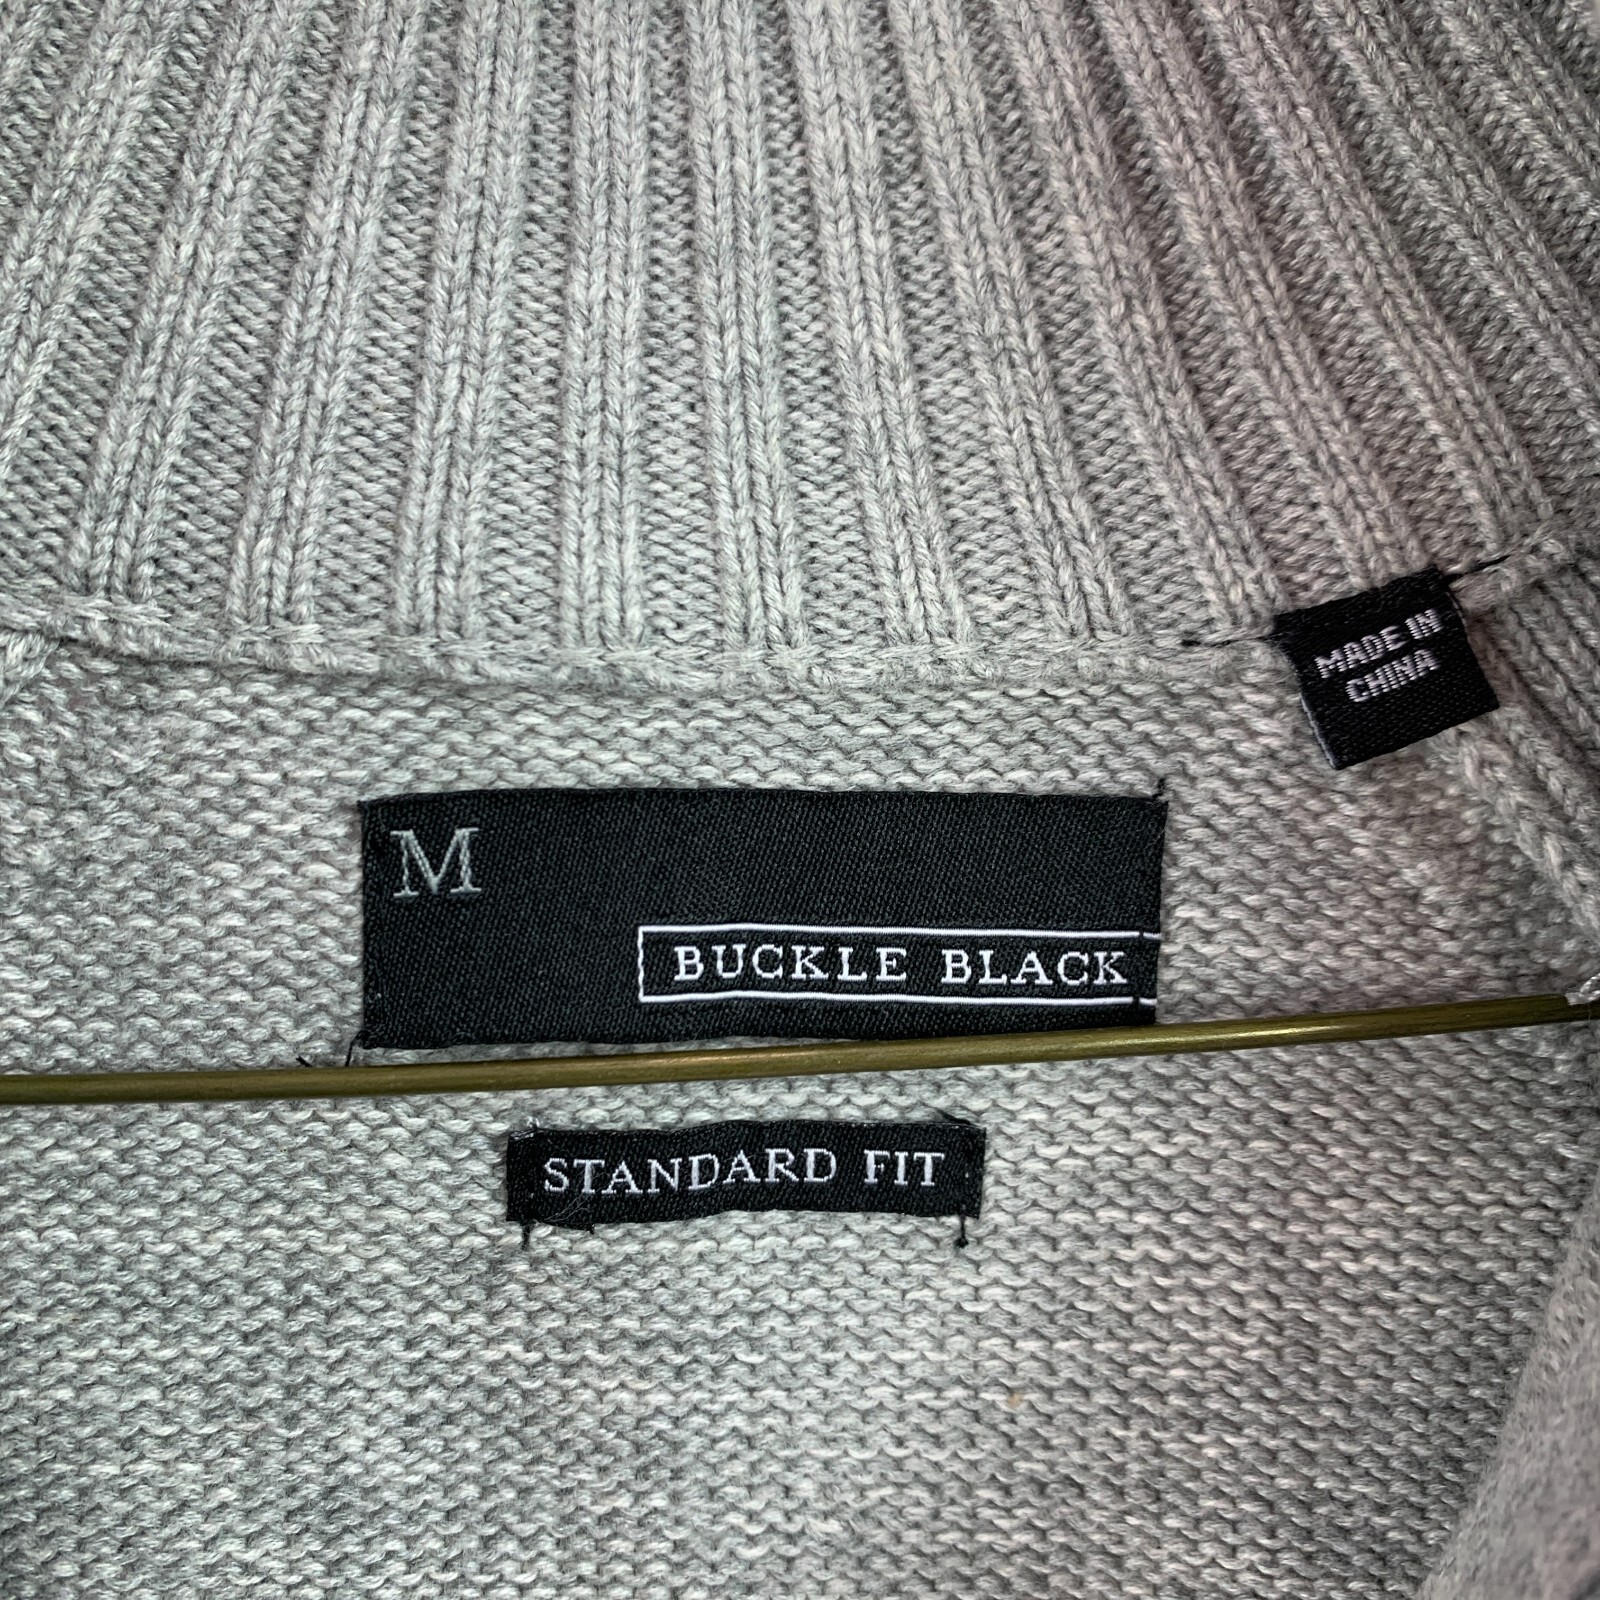 MADE IN
CHINA
M
BUCKLE BLACK
STANDARD FIT